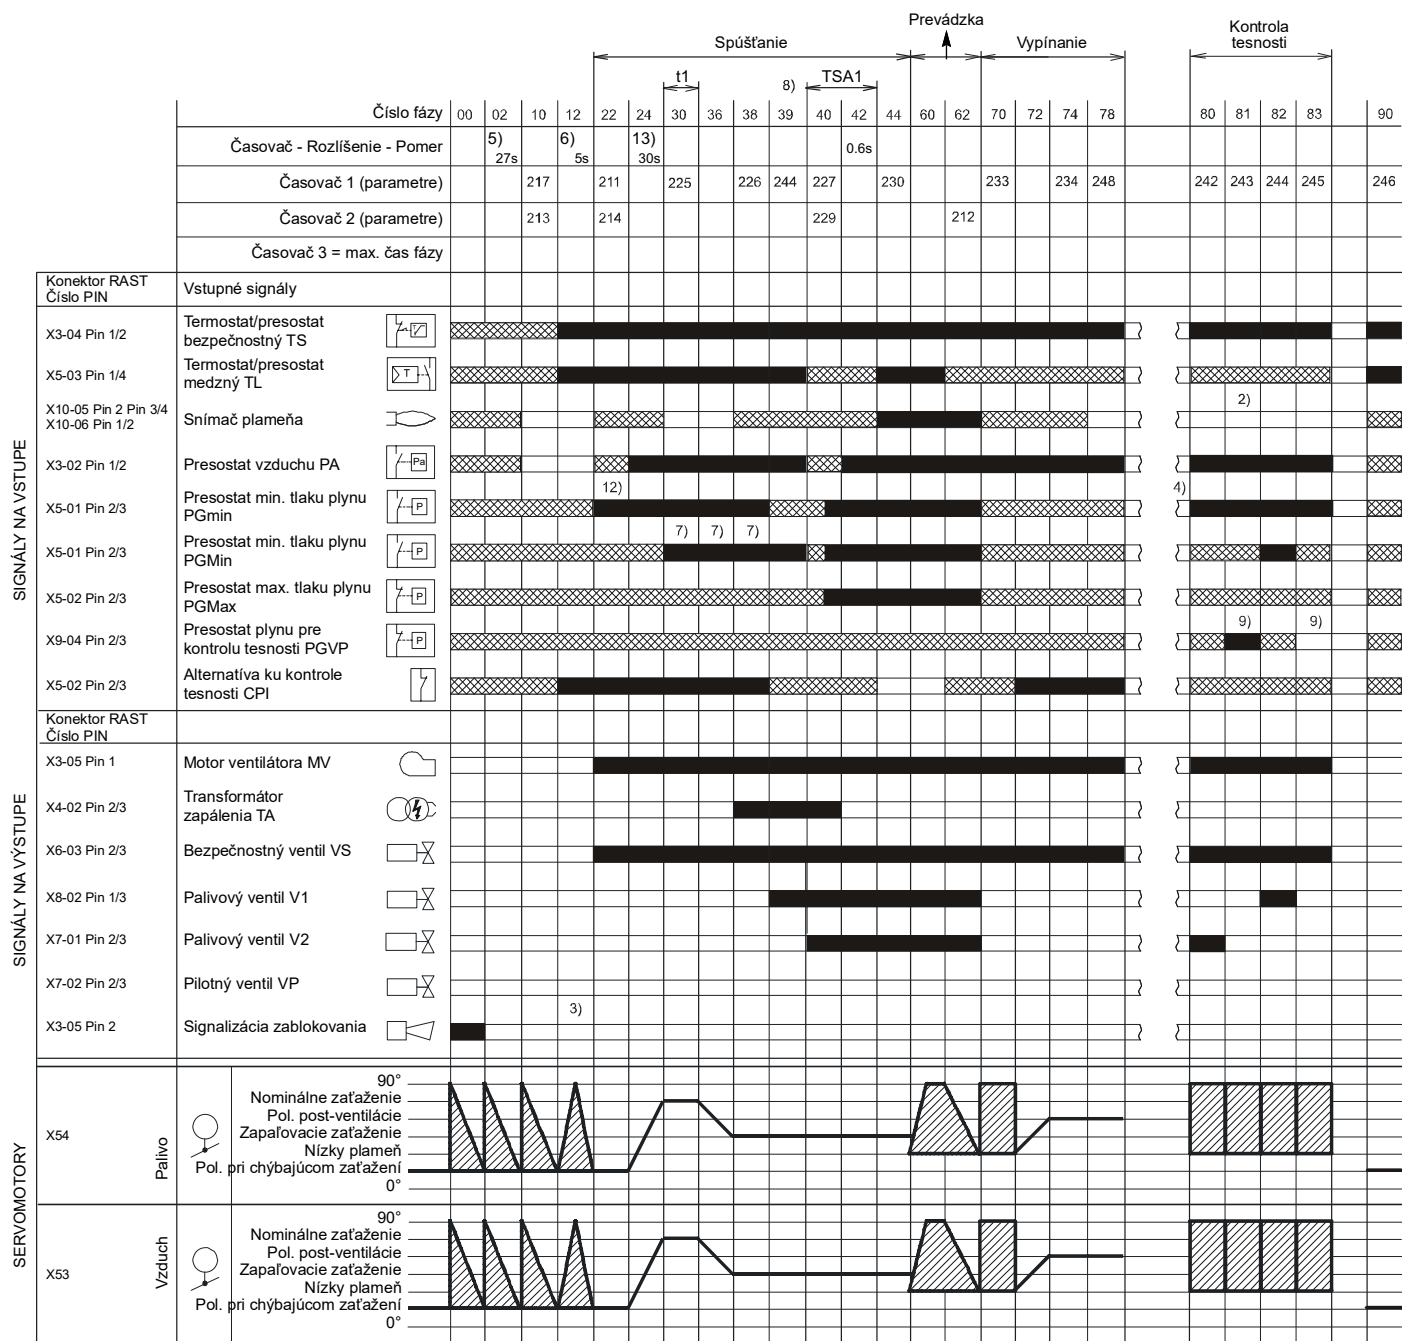 Prevádzka
Spúšťanie
Vypínanie
Kontrola
tesnosti
t1
8)
TSA1
Číslo fázy 00 02 10 12 22 24 30 36 38 39 40 42 44 60 62 70 72 74 78 80 81 82 83 90
Časovač - Rozlíšenie - Pomer 5) 27s 6) 5s 13) 30s 0.6s
Časovač 1 (parametre) 217 211 225 226 244 227 230 233 234 248 242 243 244 245 246
Časovač 2 (parametre) 213 214 229 212
Časovač 3 = max. čas fázy
Konektor RAST
Číslo PIN
Vstupné signály
SIGNÁLY NA VSTUPE
X3-04 Pin 1/2
Termostat/presostat
bezpečnostný TS
X5-03 Pin 1/4
Termostat/presostat
medzný TL
T
2)
X10-05 Pin 2 Pin 3/4
X10-06 Pin 1/2
Snímač plameňa
X3-02 Pin 1/2
Presostat vzduchu PA
Pa
12)
4)
X5-01 Pin 2/3
Presostat min. tlaku plynu
PGmin
P
7) 7) 7)
X5-01 Pin 2/3
Presostat min. tlaku plynu
PGMin
P
X5-02 Pin 2/3
Presostat max. tlaku plynu
PGMax
P
9) 9)
X9-04 Pin 2/3
Presostat plynu pre
kontrolu tesnosti PGVP
P
X5-02 Pin 2/3
Alternatíva ku kontrole
tesnosti CPI
Konektor RAST
Číslo PIN
SIGNÁLY NA VÝSTUPE
X3-05 Pin 1
Motor ventilátora MV
X4-02 Pin 2/3
Transformátor
zapálenia TA
X6-03 Pin 2/3
Bezpečnostný ventil VS
X8-02 Pin 1/3
Palivový ventil V1
X7-01 Pin 2/3
Palivový ventil V2
X7-02 Pin 2/3
Pilotný ventil VP
3)
X3-05 Pin 2
Signalizácia zablokovania
SERVOMOTORY
X54
Palivo
90°
Nominálne zaťaženie
Pol. post-ventilácie
Zapaľovacie zaťaženie
Nízky plameň
Pol. pri chýbajúcom zaťažení
0°
X53
Vzduch
90°
Nominálne zaťaženie
Pol. post-ventilácie
Zapaľovacie zaťaženie
Nízky plameň
Pol. pri chýbajúcom zaťažení
0°